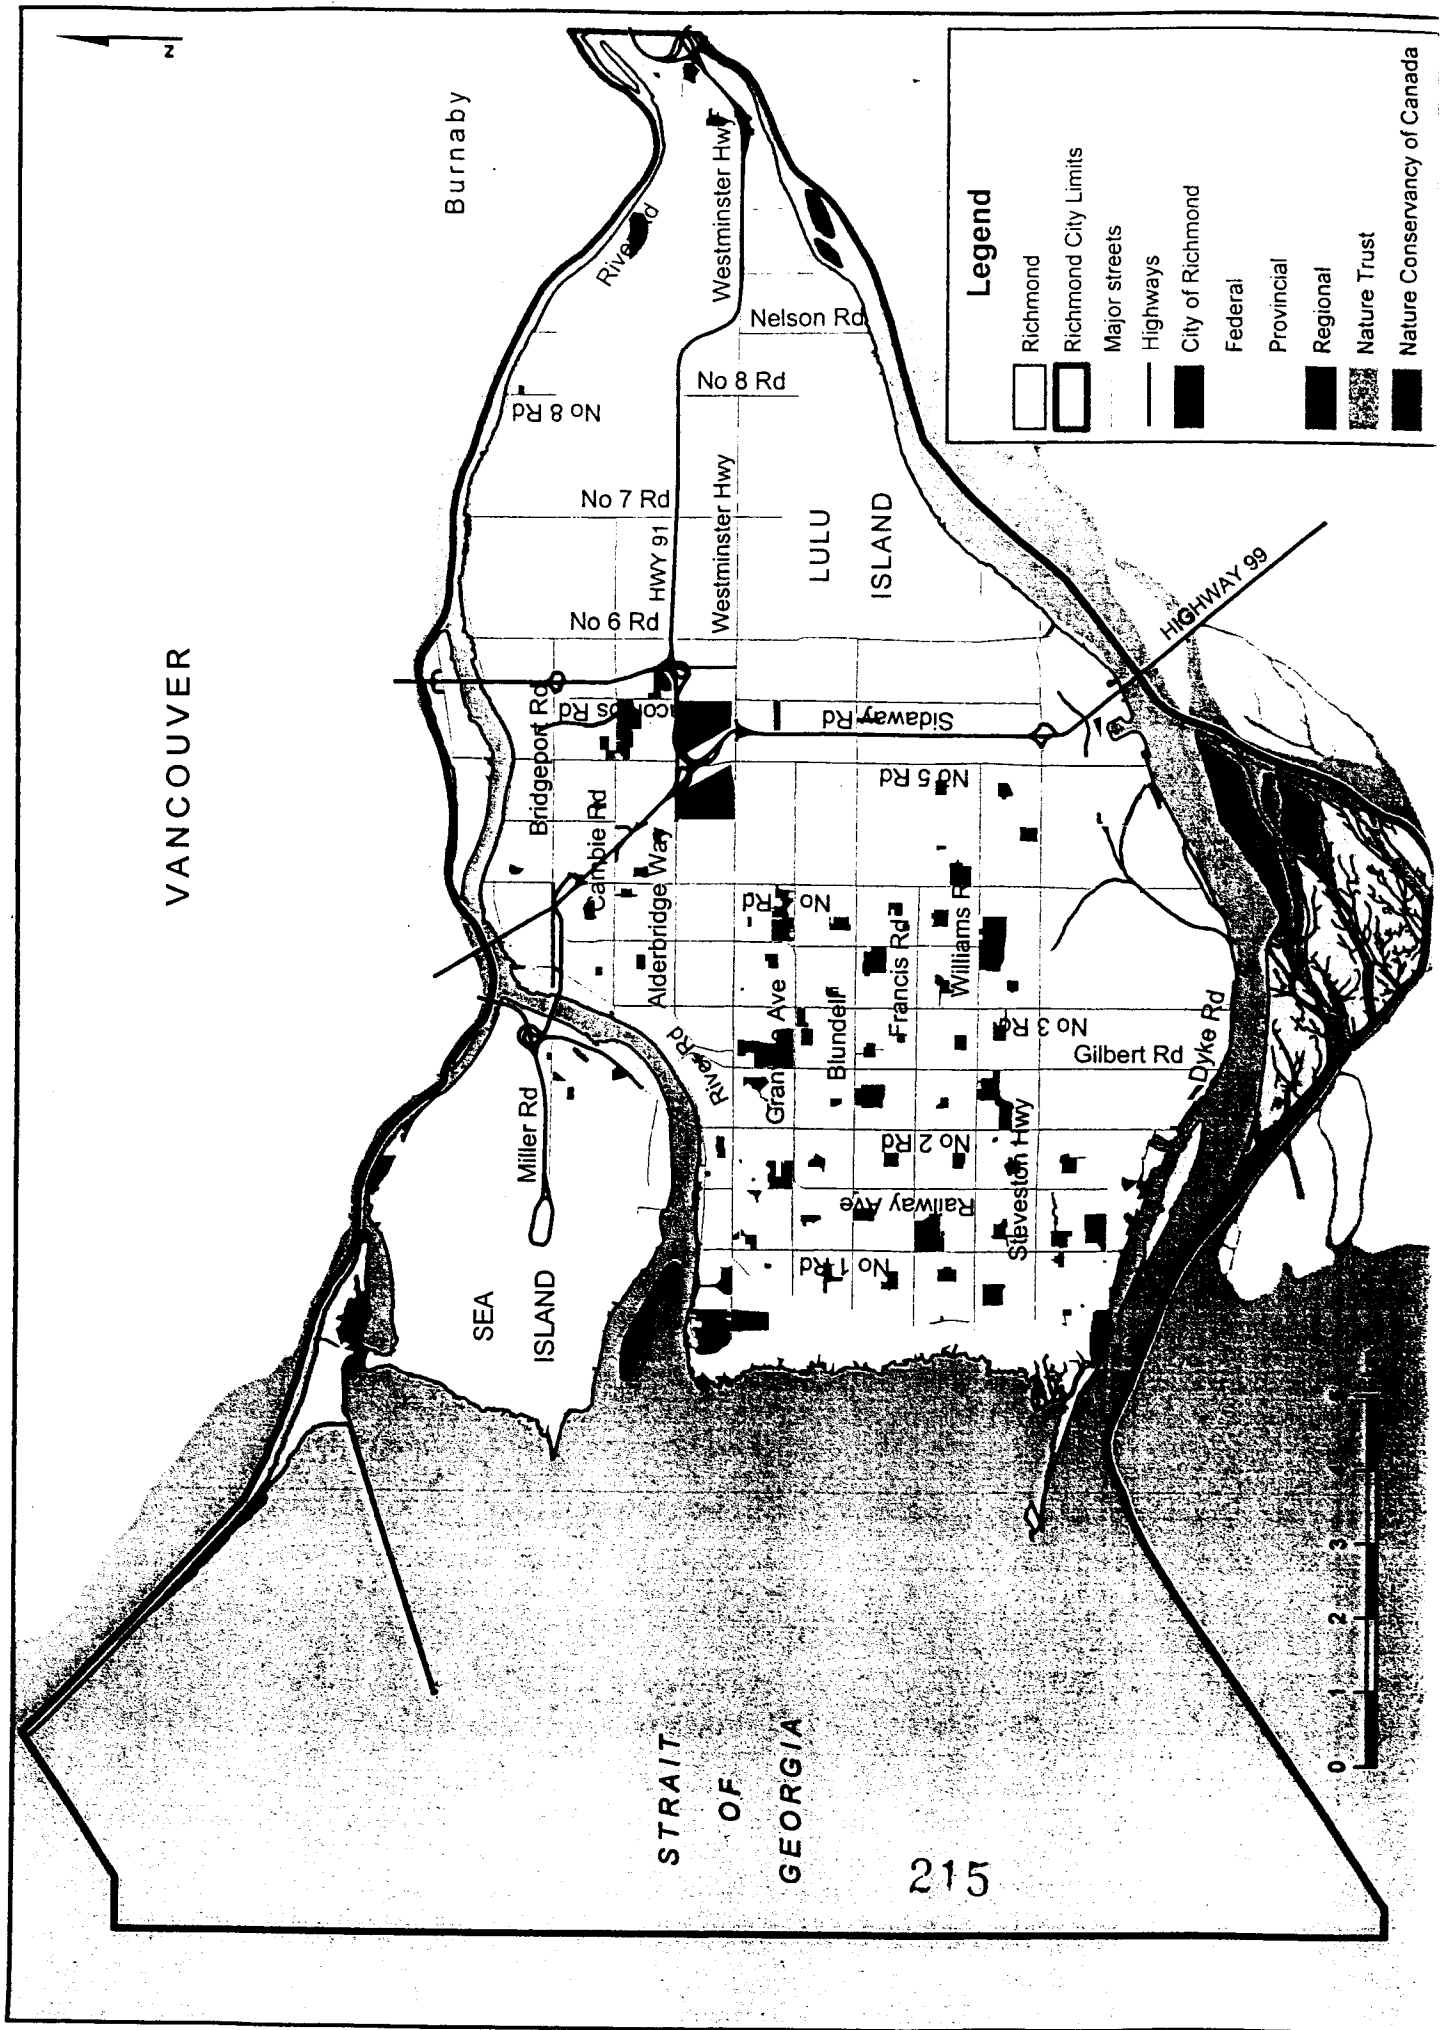 N
VANCOUVER
Burnaby
River Rd
Westminster Hwy
Westminster Hwy
Nelson Rd
No 8 Rd
No 8 Rd
No 7 Rd
HWY 91
Westminster Hwy
No 6 Rd
LULU
ISLAND
HIGHWAY 99
Bridgeport Rd
Cambie Rd
Sidaway Rd
No 5 Rd
Alderbridge Way
No Rd
Francis Rd
Williams R
Blundell
No 3 Rd
Gilbert Rd
Dyke Rd
River Rd
Miller Rd
No 2 Rd
Railway Ave
Steveston Hwy
No 1 Rd
SEA
ISLAND
STRAIT
OF
GEORGIA
215
0 1 2 3
Legend
Richmond
Richmond City Limits
Major streets
Highways
City of Richmond
Federal
Provincial
Regional
Nature Trust
Nature Conservancy of Canada